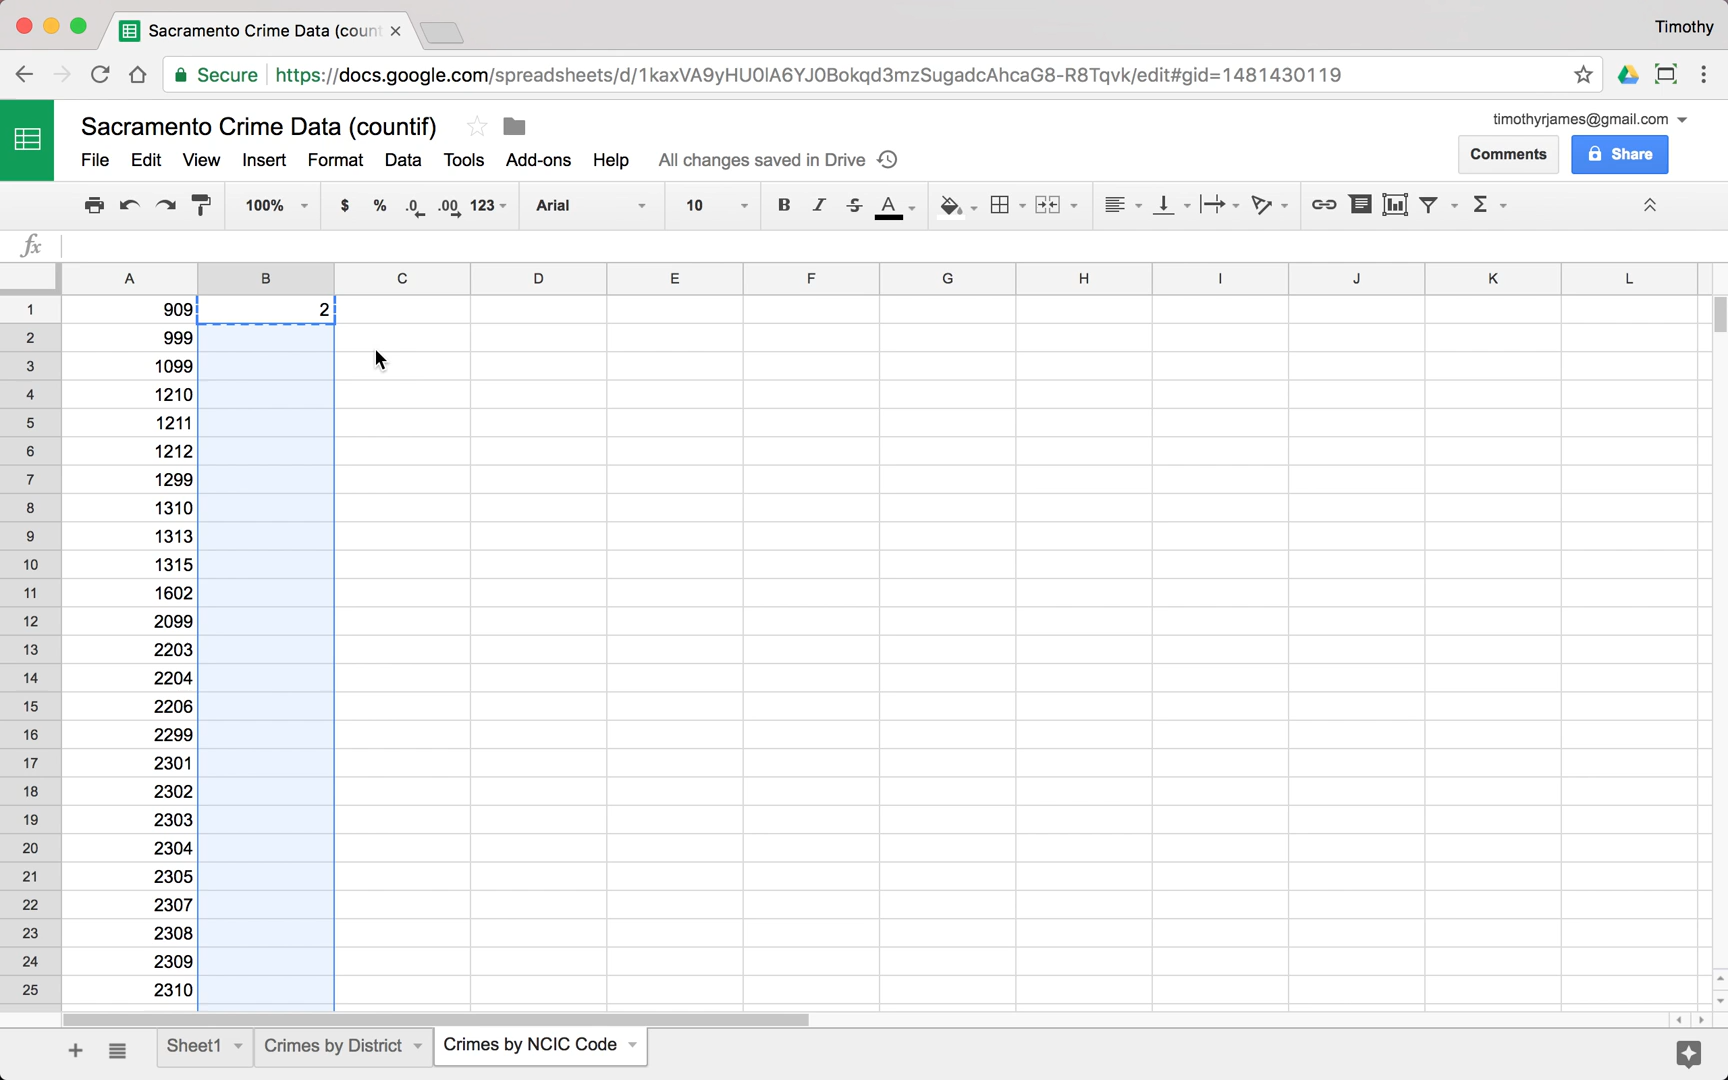 Sacramento Crime Data (count
Timothy
Secure https://docs.google.com/spreadsheets/d/1kaxVA9yHU0lA6YJ0Bokqd3mzSugadcAhcaG8-R8Tqvk/edit#gid=1481430119
Sacramento Crime Data (countif)
timothyrjames@gmail.com
File Edit View Insert Format Data Tools Add-ons Help All changes saved in Drive
Comments Share
100% $ % .0 .00 123 Arial 10 B I S A Σ
fx
A B C D E F G H I J K L
1 909 2
2 999
3 1099
4 1210
5 1211
6 1212
7 1299
8 1310
9 1313
10 1315
11 1602
12 2099
13 2203
14 2204
15 2206
16 2299
17 2301
18 2302
19 2303
20 2304
21 2305
22 2307
23 2308
24 2309
25 2310
Sheet1 Crimes by District Crimes by NCIC Code